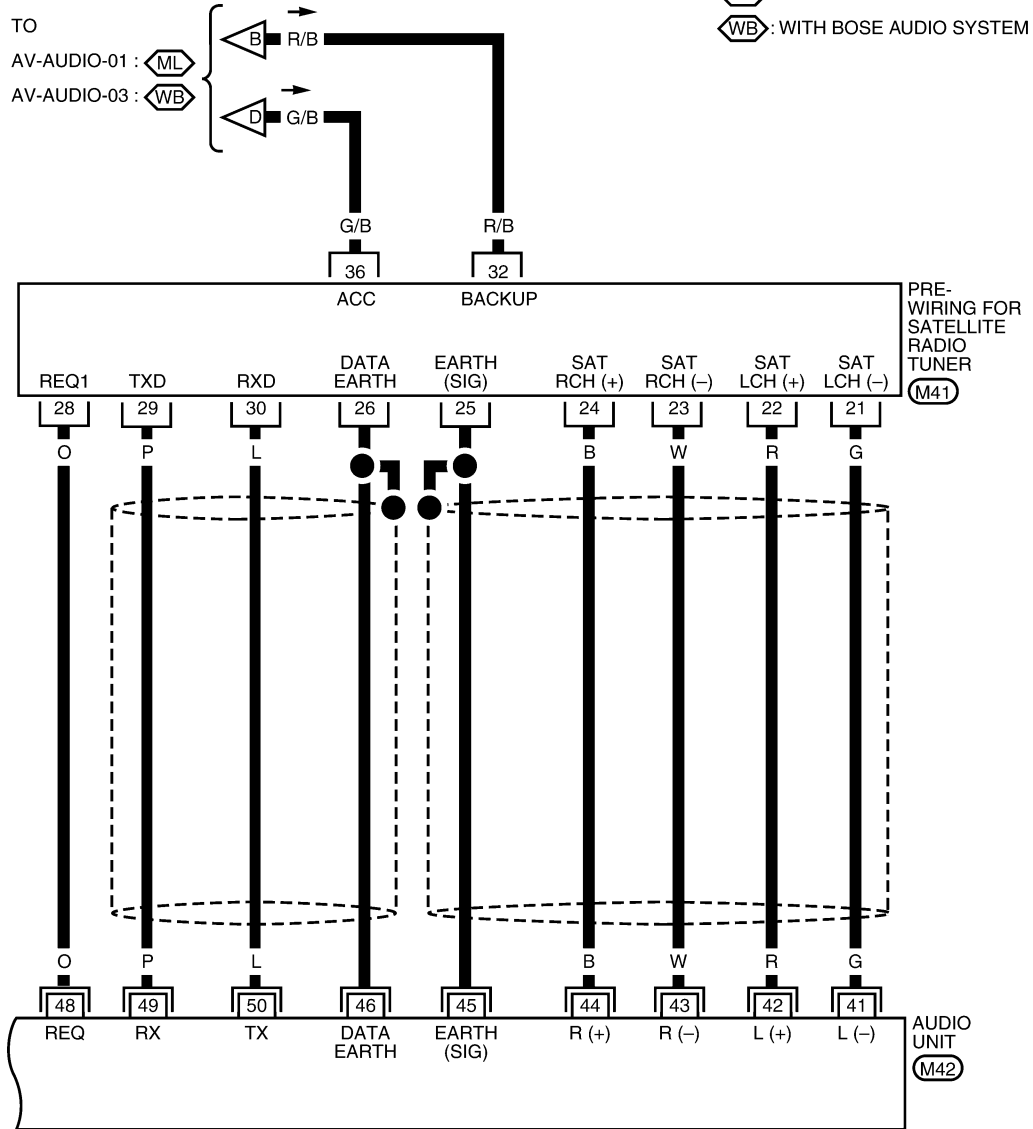 TO
AV-AUDIO-01 : ML
AV-AUDIO-03 : WB
B R/B
D G/B
WB : WITH BOSE AUDIO SYSTEM
G/B R/B
36 32
ACC BACKUP
PRE-
WIRING FOR
SATELLITE
RADIO
TUNER
M41
REQ1 TXD RXD DATA EARTH EARTH (SIG) SAT RCH (+) SAT RCH (–) SAT LCH (+) SAT LCH (–)
28 29 30 26 25 24 23 22 21
O P L B W R G
O P L B W R G
48 49 50 46 45 44 43 42 41
REQ RX TX DATA EARTH EARTH (SIG) R (+) R (–) L (+) L (–)
AUDIO
UNIT
M42